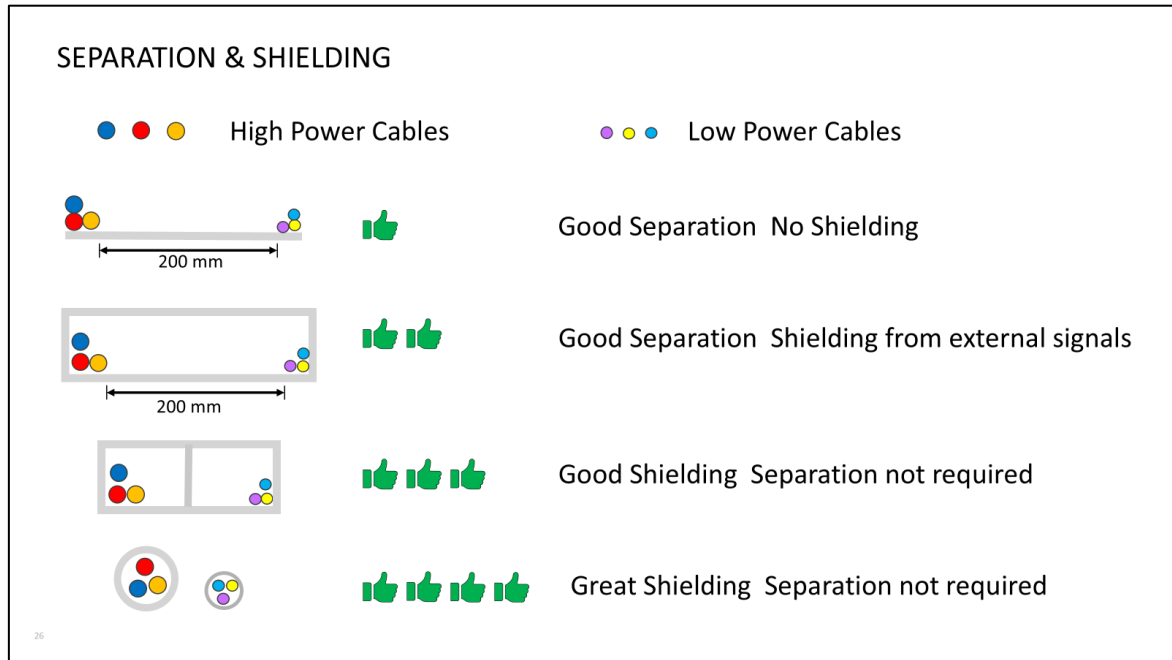 SEPARATION & SHIELDING
High Power Cables
Low Power Cables
Good Separation  No Shielding
200 mm
Good Separation  Shielding from external signals
200 mm
Good Shielding  Separation not required
Great Shielding  Separation not required
26